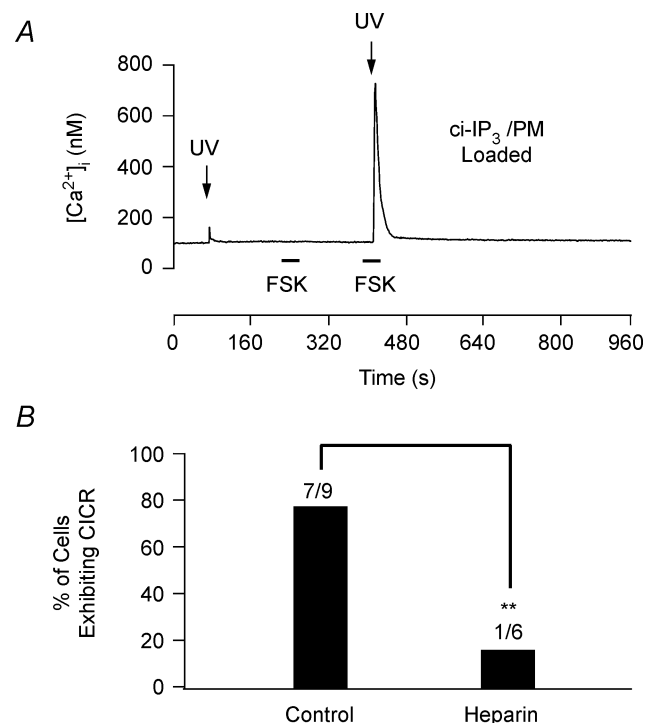 A
UV
800
600
400
200
0
[Ca²⁺]ᵢ (nM)
UV
ci-IP₃ /PM
Loaded
FSK FSK
0 160 320 480 640 800 960
Time (s)
B
100
80
60
40
20
0
% of Cells
Exhibiting CICR
7/9
**
1/6
Control Heparin